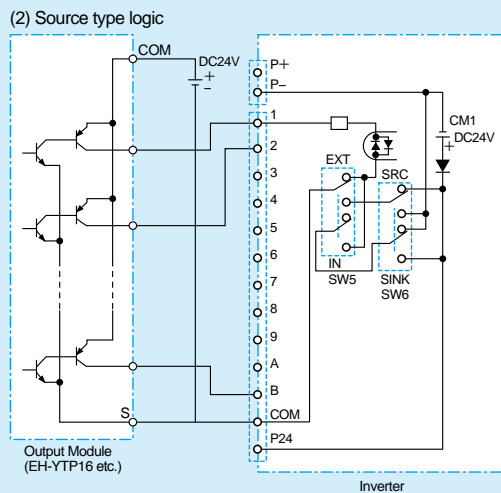 (2) Source type logic
COM
DC24V
+
−
S
Output Module
(EH-YTP16 etc.)
P+
P−
1
2
3
4
5
6
7
8
9
A
B
COM
P24
EXT
IN
SW5
SRC
SINK
SW6
CM1
DC24V
+
Inverter